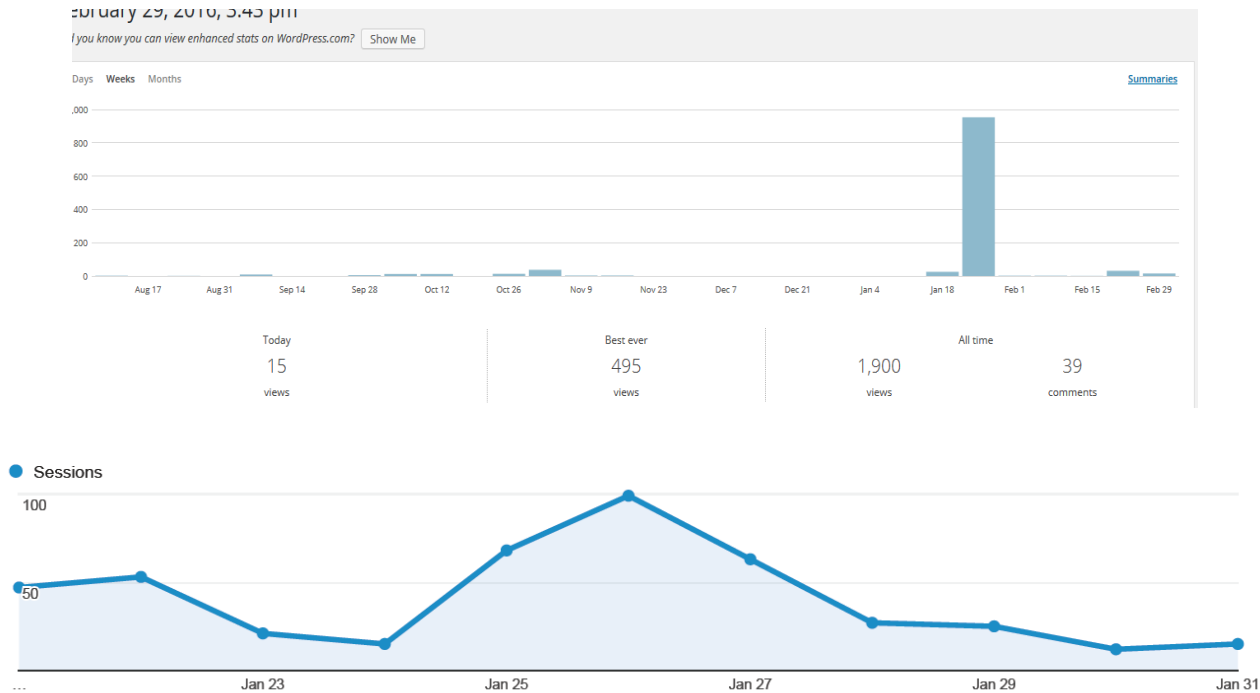 ebruary 29, 2016, 3:43 pm
you know you can view enhanced stats on WordPress.com? Show Me
Days Weeks Months Summaries
,000
800
600
400
200
0
Aug 17 Aug 31 Sep 14 Sep 28 Oct 12 Oct 26 Nov 9 Nov 23 Dec 7 Dec 21 Jan 4 Jan 18 Feb 1 Feb 15 Feb 29
Today Best ever All time
15 495 1,900 39
views views views comments
Sessions
100
50
... Jan 23 Jan 25 Jan 27 Jan 29 Jan 31